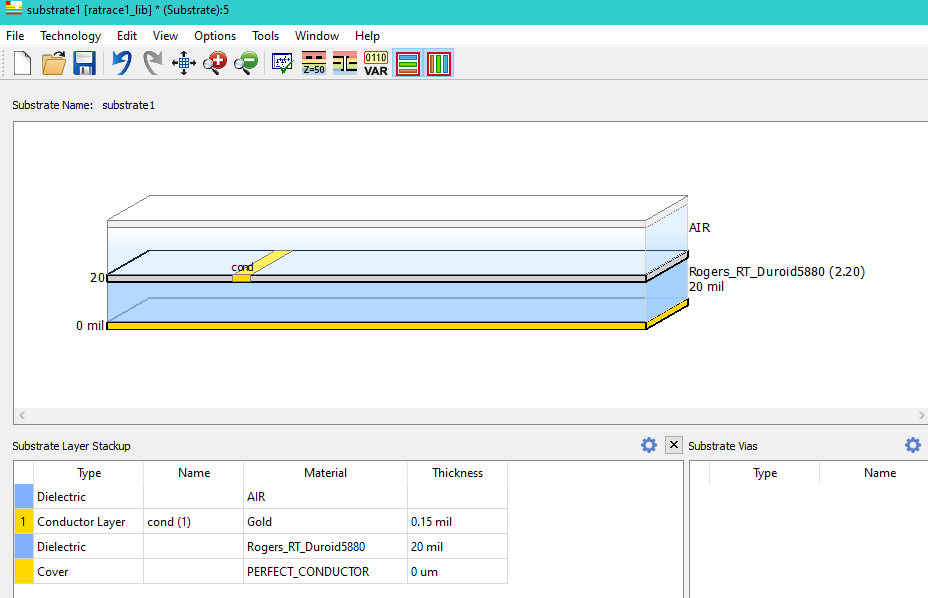 substrate1 [ratrace1_lib] * (Substrate):5
File Technology Edit View Options Tools Window Help
Z=50 0110 VAR
Substrate Name: substrate1
AIR
cond
20
Rogers_RT_Duroid5880 (2.20)
20 mil
0 mil
Substrate Layer Stackup
Substrate Vias
Type Name Material Thickness
Type Name
Dielectric AIR
1 Conductor Layer cond (1) Gold 0.15 mil
Dielectric Rogers_RT_Duroid5880 20 mil
Cover PERFECT_CONDUCTOR 0 um